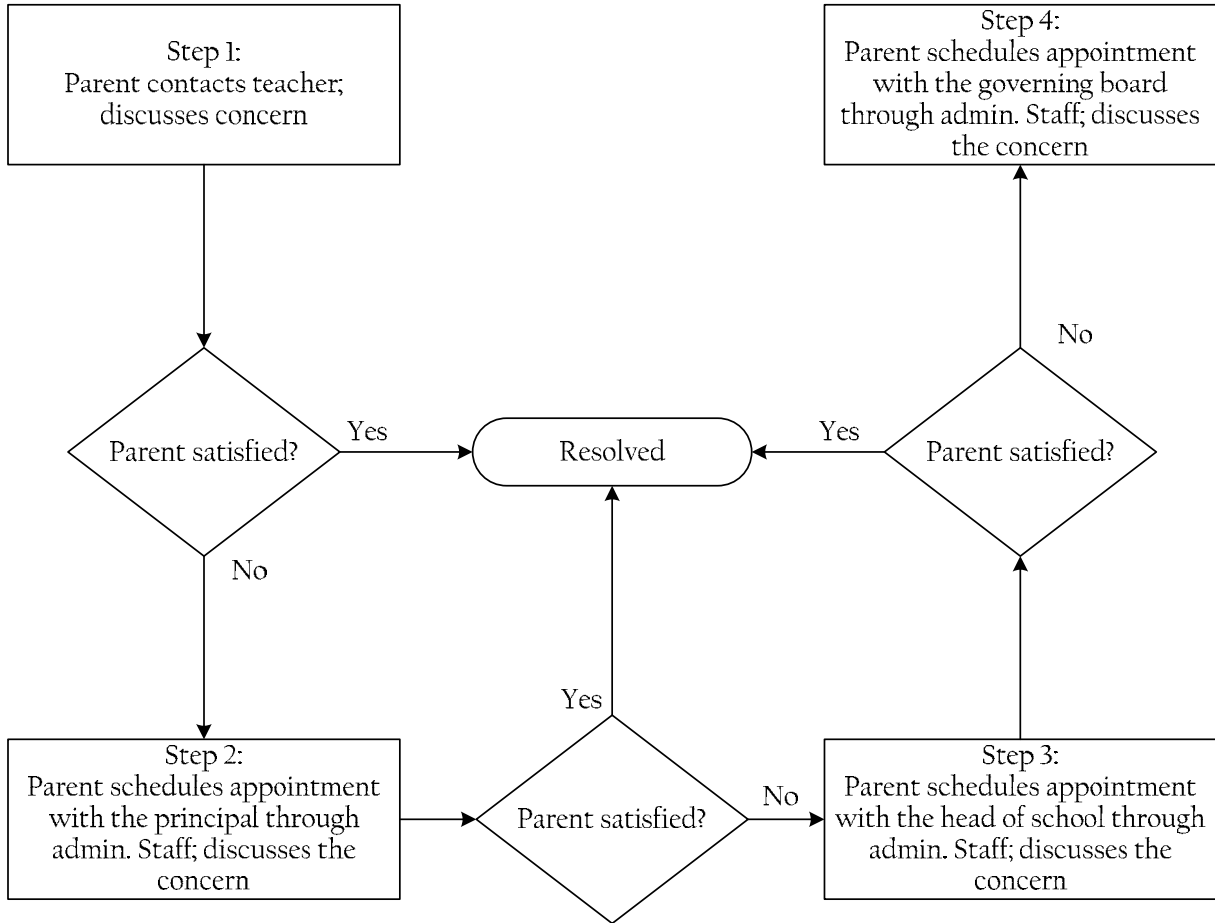 Step 1:
Parent contacts teacher;
discusses concern
Step 4:
Parent schedules appointment
with the governing board
through admin. Staff; discusses
the concern
Parent satisfied?
Yes
Resolved
Yes
Parent satisfied?
No
No
Step 2:
Parent schedules appointment
with the principal through
admin. Staff; discusses the
concern
Yes
Parent satisfied?
No
Step 3:
Parent schedules appointment
with the head of school through
admin. Staff; discusses the
concern